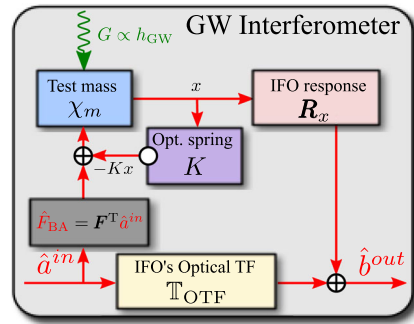 GW Interferometer
G ∝ h_GW
Test mass
χ_m
x
IFO response
R_x
Opt. spring
K
−Kx
F̂_BA = F^T â^in
â^in
IFO's Optical TF
𝕋_OTF
b̂^out